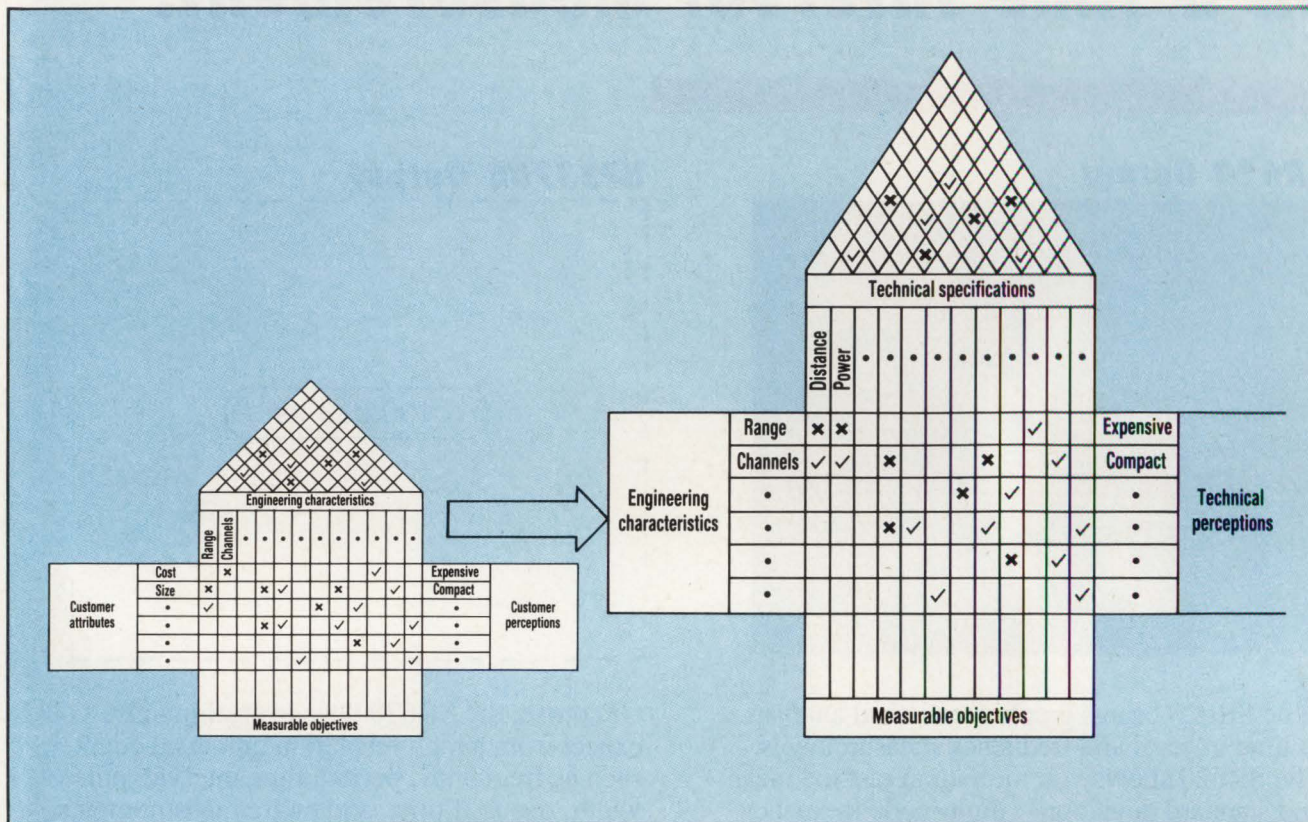 Engineering characteristics
Range
Channels
Customer attributes
Cost
Size
Expensive
Compact
Customer perceptions
Measurable objectives
Technical specifications
Distance
Power
Engineering characteristics
Range
Channels
Expensive
Compact
Technical perceptions
Measurable objectives